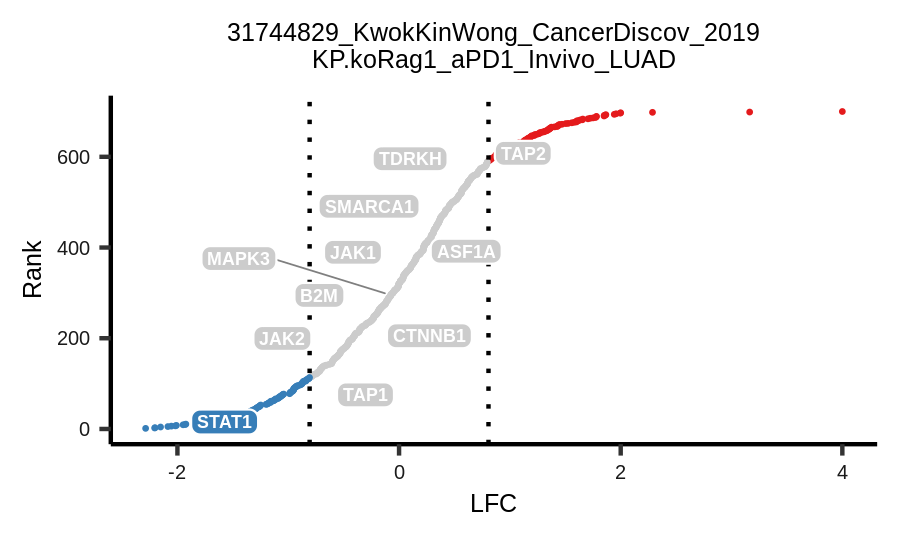 31744829_KwokKinWong_CancerDiscov_2019
KP.koRag1_aPD1_Invivo_LUAD
Rank
600
400
200
0
TDRKH
TAP2
SMARCA1
JAK1
ASF1A
MAPK3
B2M
JAK2
CTNNB1
TAP1
STAT1
-2
0
2
4
LFC